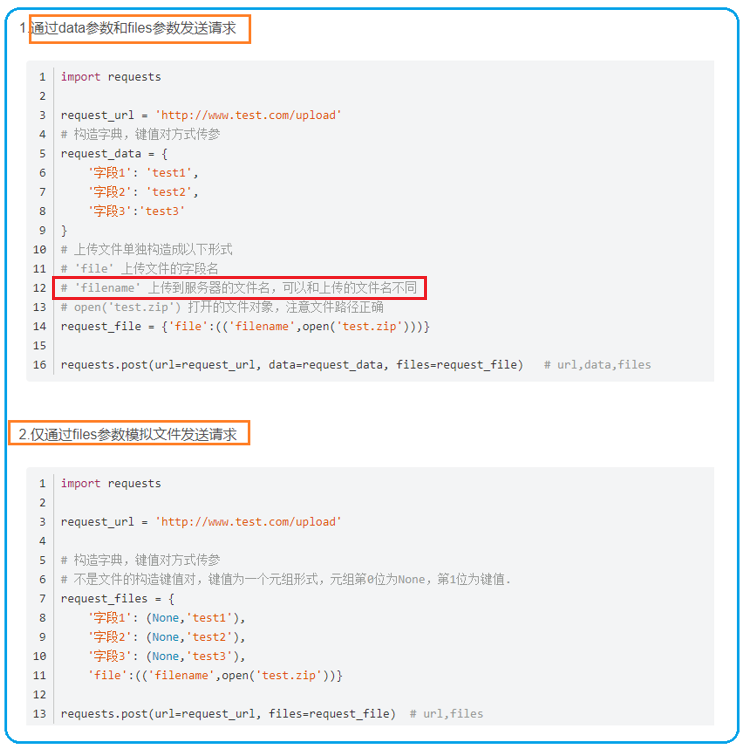 1.通过data参数和files参数发送请求
1 import requests
2
3 request_url = 'http://www.test.com/upload'
4 # 构造字典，键值对方式传参
5 request_data = {
6 '字段1': 'test1',
7 '字段2': 'test2',
8 '字段3':'test3'
9 }
10 # 上传文件单独构造成以下形式
11 # 'file' 上传文件的字段名
12 # 'filename' 上传到服务器的文件名，可以和上传的文件名不同
13 # open('test.zip') 打开的文件对象，注意文件路径正确
14 request_file = {'file':(('filename',open('test.zip')))}
15
16 requests.post(url=request_url, data=request_data, files=request_file) # url,data,files
2.仅通过files参数模拟文件发送请求
1 import requests
2
3 request_url = 'http://www.test.com/upload'
4
5 # 构造字典，键值对方式传参
6 # 不是文件的构造键值对，键值为一个元组形式，元组第0位为None，第1位为键值.
7 request_files = {
8 '字段1': (None,'test1'),
9 '字段2': (None,'test2'),
10 '字段3': (None,'test3'),
11 'file':(('filename',open('test.zip'))}
12
13 requests.post(url=request_url, files=request_file) # url,files